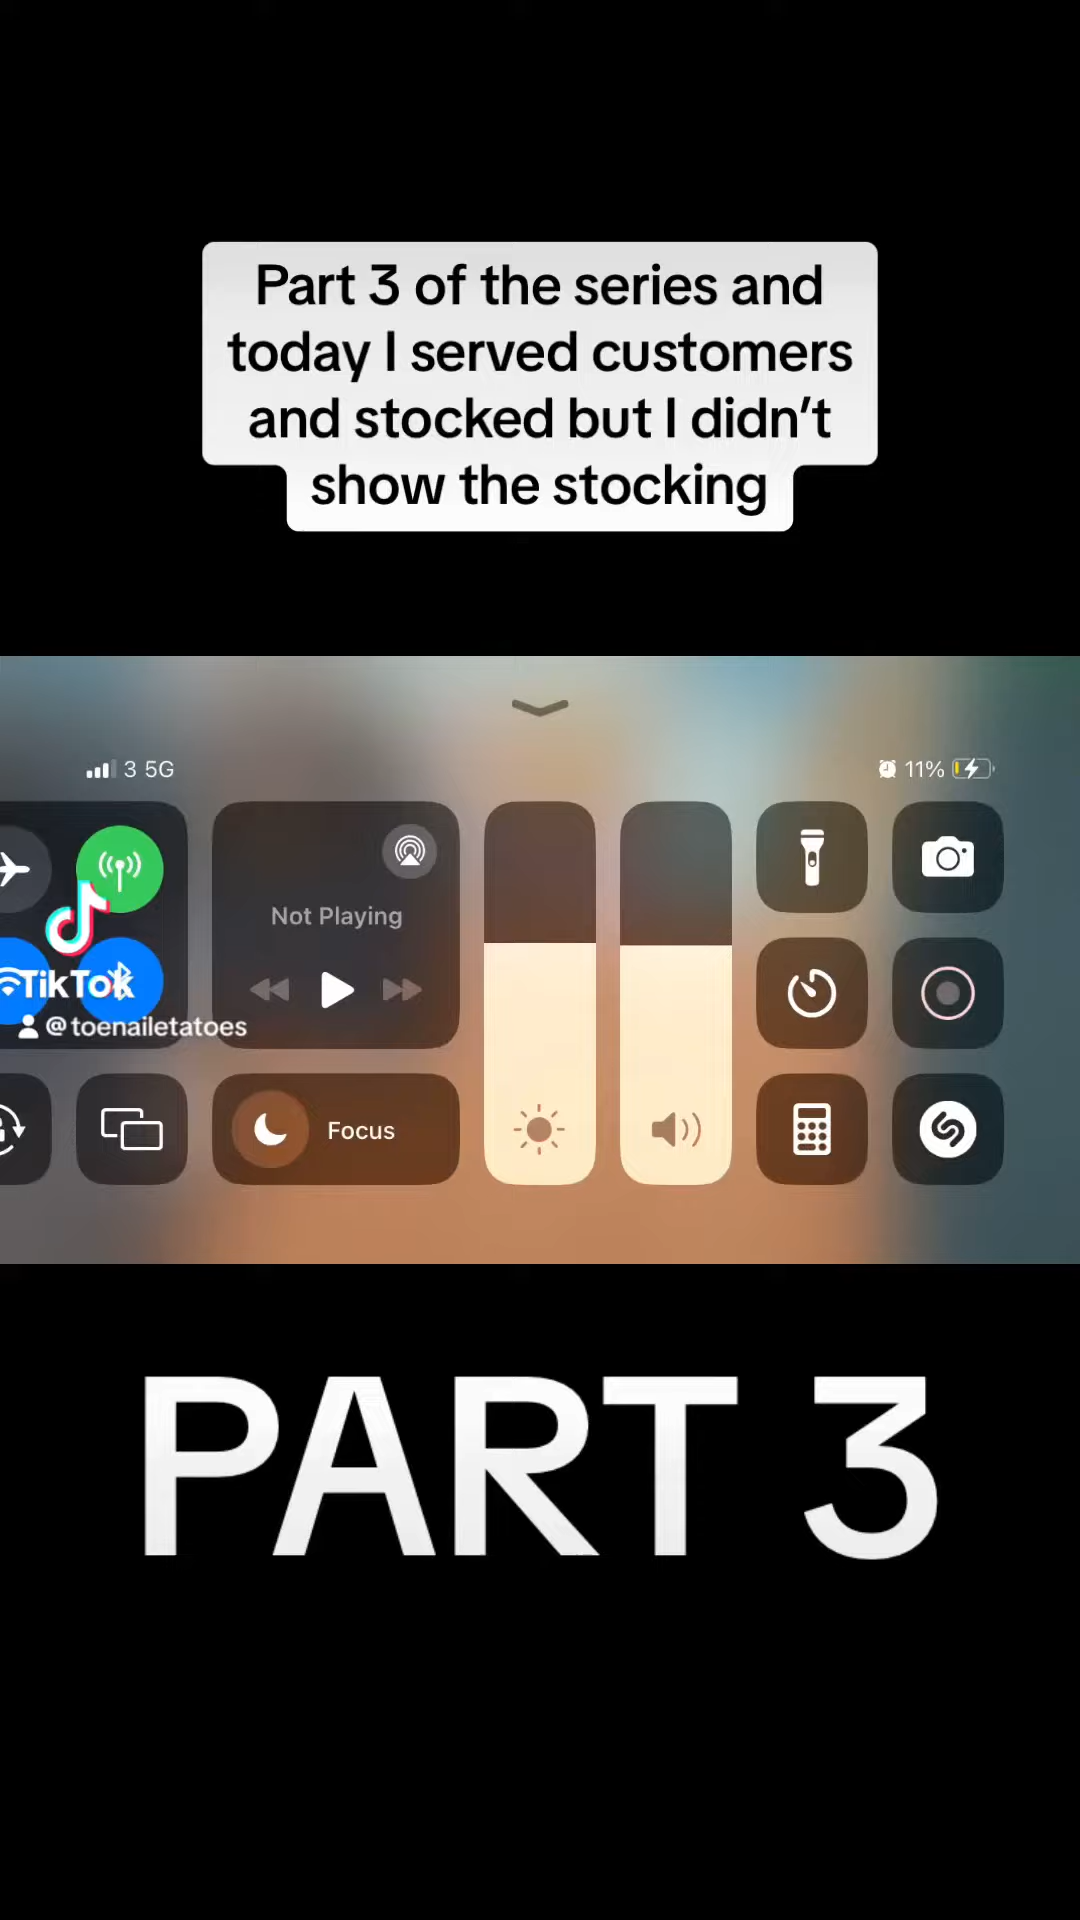 Part 3 of the series and
today I served customers
and stocked but I didn’t
show the stocking
3 5G
11%
Not Playing
TikTok
@toenailetatoes
Focus
PART 3